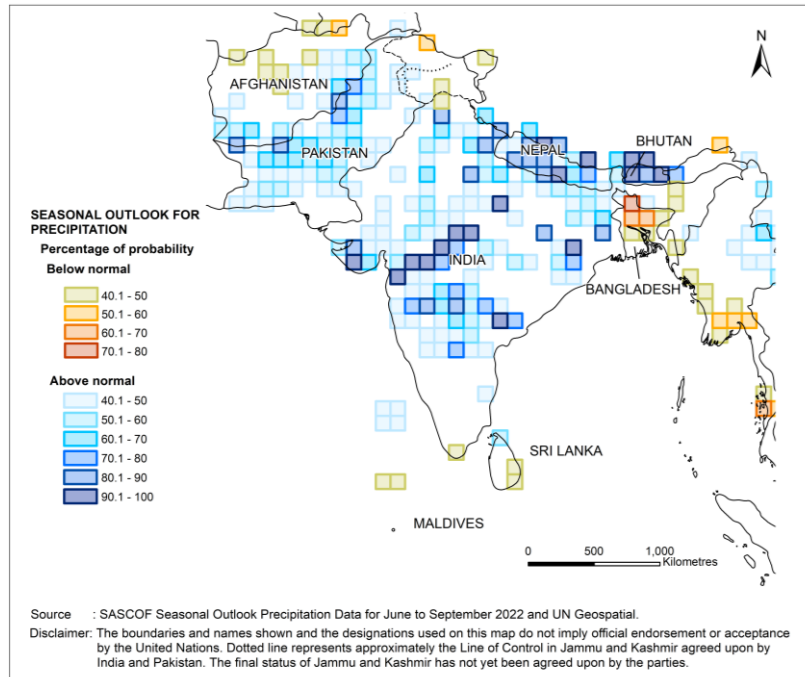 N
AFGHANISTAN
PAKISTAN
NEPAL
BHUTAN
INDIA
BANGLADESH
SRI LANKA
MALDIVES
SEASONAL OUTLOOK FOR
PRECIPITATION
Percentage of probability
Below normal
40.1 - 50
50.1 - 60
60.1 - 70
70.1 - 80
Above normal
40.1 - 50
50.1 - 60
60.1 - 70
70.1 - 80
80.1 - 90
90.1 - 100
0 500 1,000
Kilometres
Source : SASCOF Seasonal Outlook Precipitation Data for June to September 2022 and UN Geospatial.
Disclaimer: The boundaries and names shown and the designations used on this map do not imply official endorsement or acceptance
by the United Nations. Dotted line represents approximately the Line of Control in Jammu and Kashmir agreed upon by
India and Pakistan. The final status of Jammu and Kashmir has not yet been agreed upon by the parties.